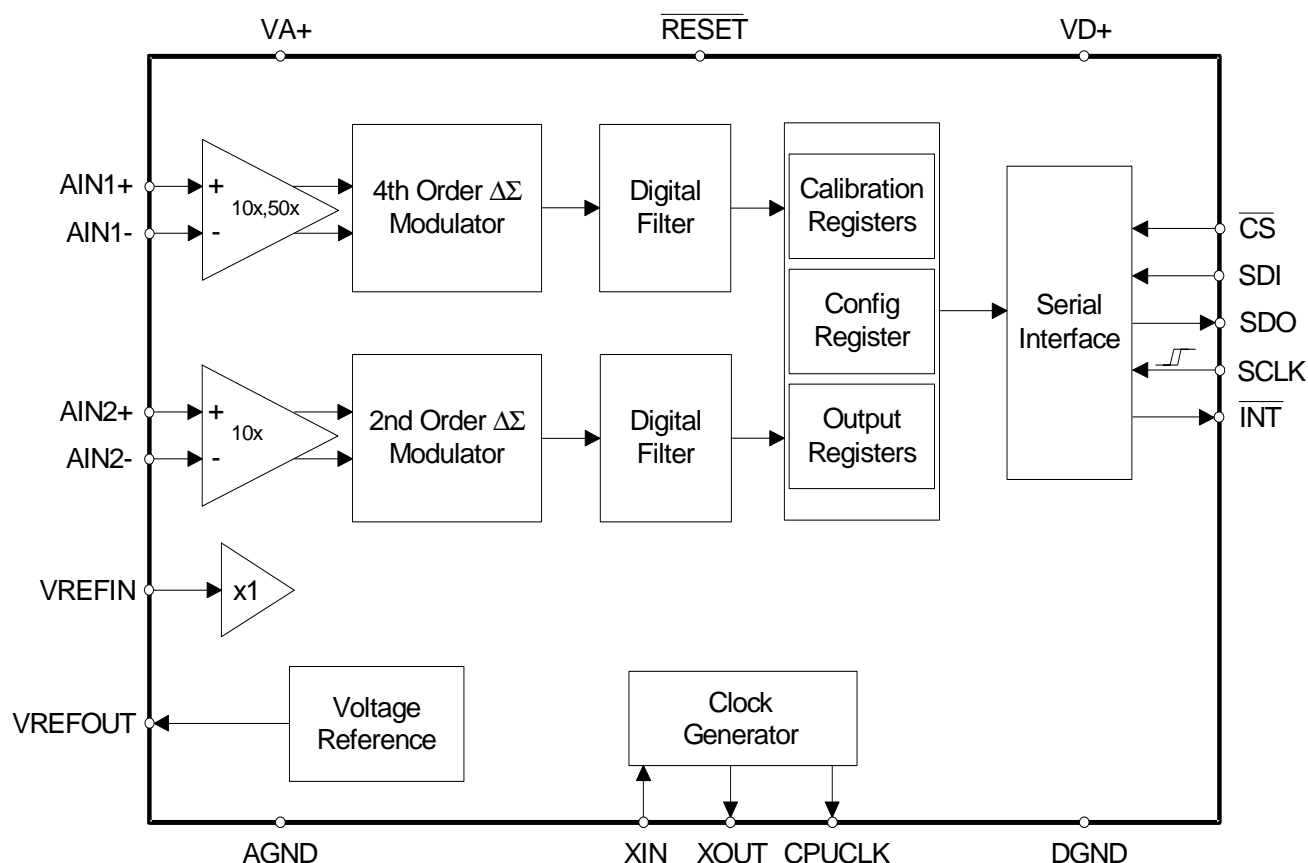 VA+
RESET
VD+
AIN1+
AIN1-
+
-
10x,50x
4th Order ΔΣ
Modulator
Digital
Filter
Calibration
Registers
Config
Register
Output
Registers
Serial
Interface
CS
SDI
SDO
SCLK
INT
AIN2+
AIN2-
+
-
10x
2nd Order ΔΣ
Modulator
Digital
Filter
VREFIN
x1
VREFOUT
Voltage
Reference
Clock
Generator
AGND
XIN
XOUT
CPUCLK
DGND